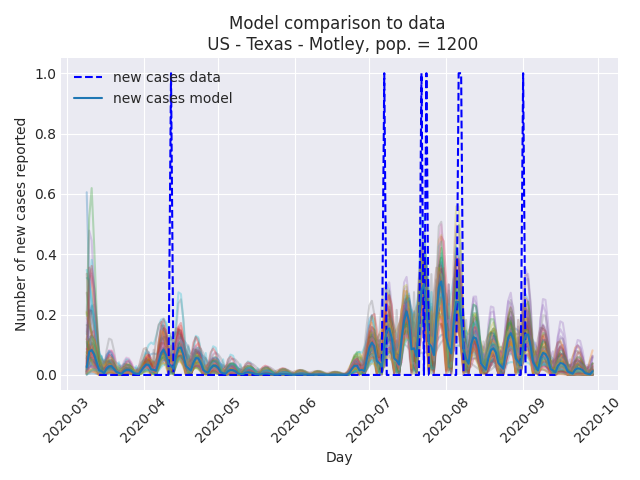 Model comparison to data
US - Texas - Motley, pop. = 1200
new cases data
new cases model
Number of new cases reported
1.0
0.8
0.6
0.4
0.2
0.0
2020-03
2020-04
2020-05
2020-06
2020-07
2020-08
2020-09
2020-10
Day